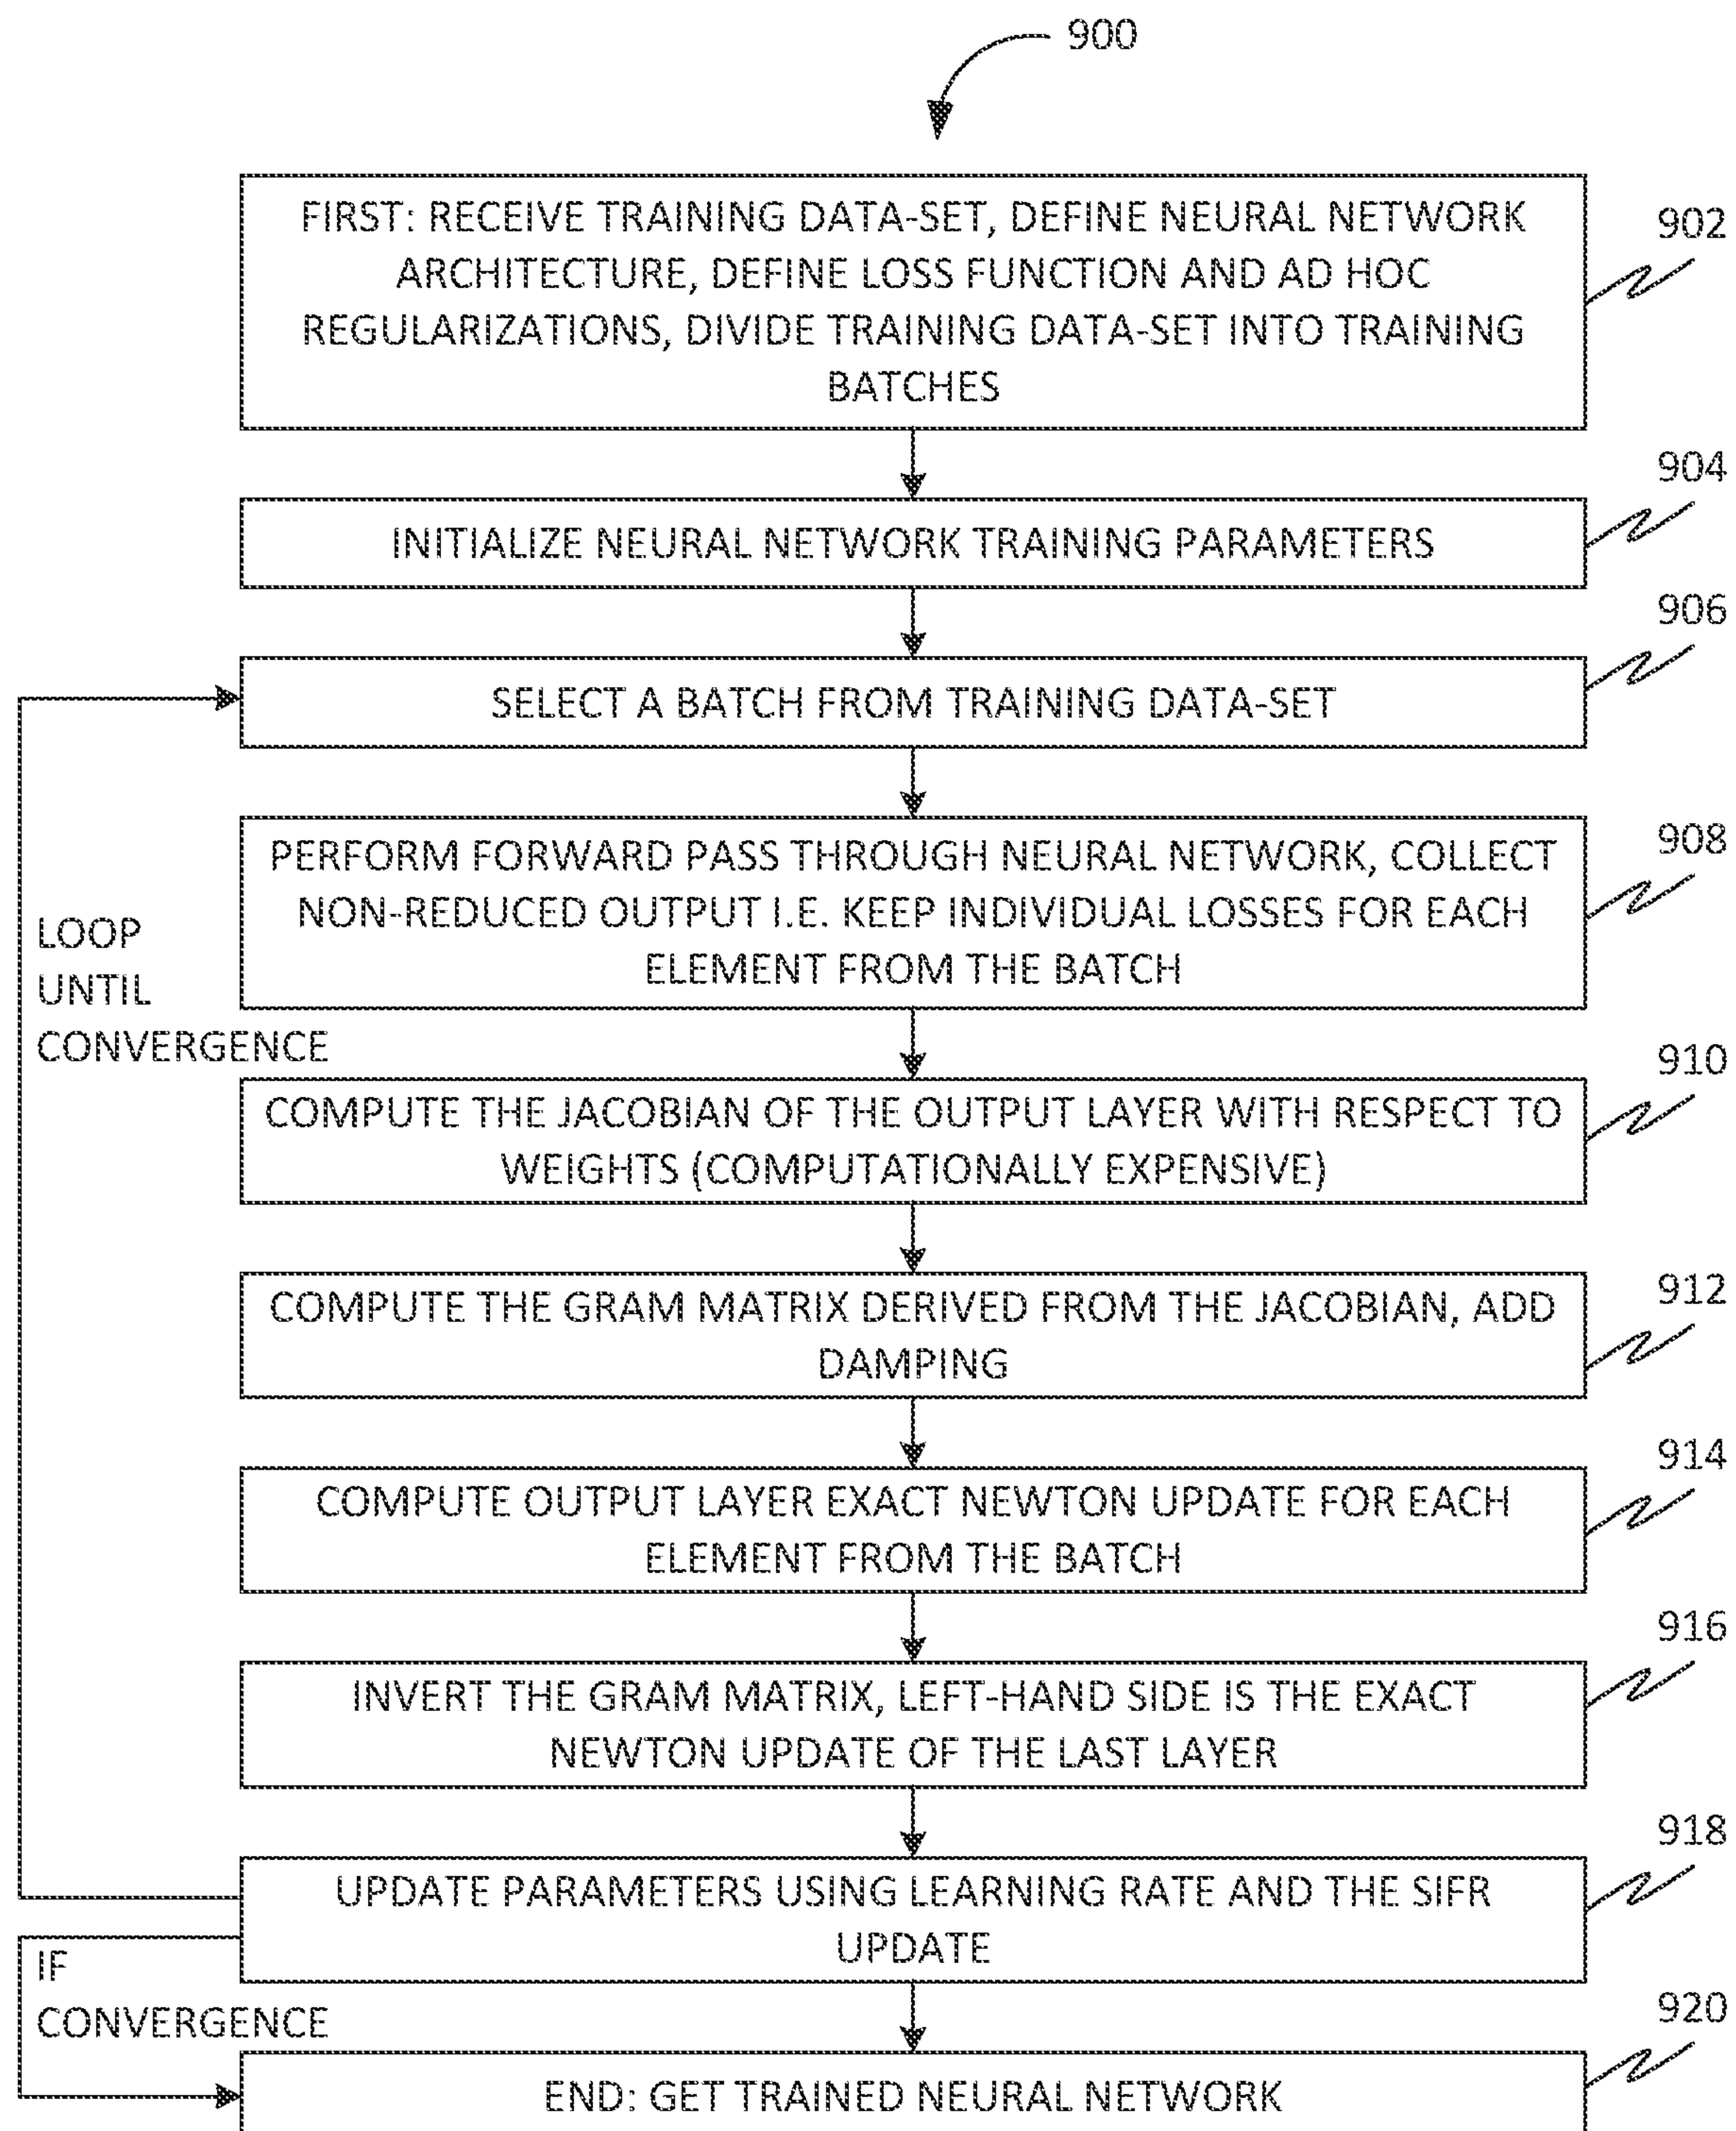 900
FIRST: RECEIVE TRAINING DATA-SET, DEFINE NEURAL NETWORK
ARCHITECTURE, DEFINE LOSS FUNCTION AND AD HOC
REGULARIZATIONS, DIVIDE TRAINING DATA-SET INTO TRAINING
BATCHES
902
INITIALIZE NEURAL NETWORK TRAINING PARAMETERS
904
SELECT A BATCH FROM TRAINING DATA-SET
906
PERFORM FORWARD PASS THROUGH NEURAL NETWORK, COLLECT
NON-REDUCED OUTPUT I.E. KEEP INDIVIDUAL LOSSES FOR EACH
ELEMENT FROM THE BATCH
908
LOOP
UNTIL
CONVERGENCE
COMPUTE THE JACOBIAN OF THE OUTPUT LAYER WITH RESPECT TO
WEIGHTS (COMPUTATIONALLY EXPENSIVE)
910
COMPUTE THE GRAM MATRIX DERIVED FROM THE JACOBIAN, ADD
DAMPING
912
COMPUTE OUTPUT LAYER EXACT NEWTON UPDATE FOR EACH
ELEMENT FROM THE BATCH
914
INVERT THE GRAM MATRIX, LEFT-HAND SIDE IS THE EXACT
NEWTON UPDATE OF THE LAST LAYER
916
UPDATE PARAMETERS USING LEARNING RATE AND THE SIFR
UPDATE
918
IF
CONVERGENCE
END: GET TRAINED NEURAL NETWORK
920